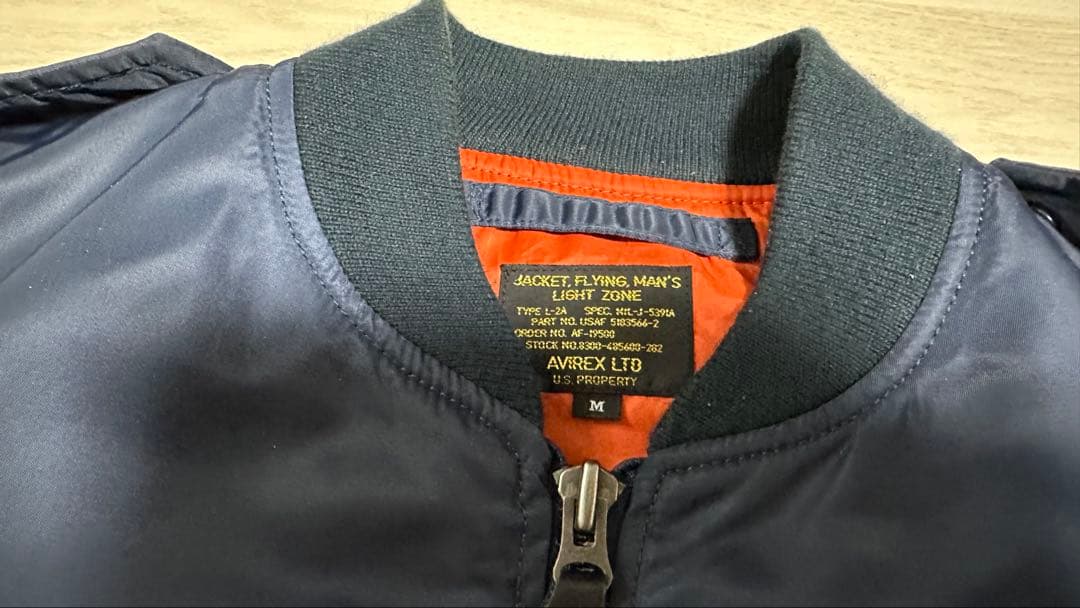 JACKET, FLYING, MAN'S
LIGHT ZONE
TYPE L-2A SPEC. MIL-J-5391A
PART NO. USAF 5183566-2
ORDER NO. AF-19500
STOCK NO.8300-485600-282
AVIREX LTD
U.S. PROPERTY
M